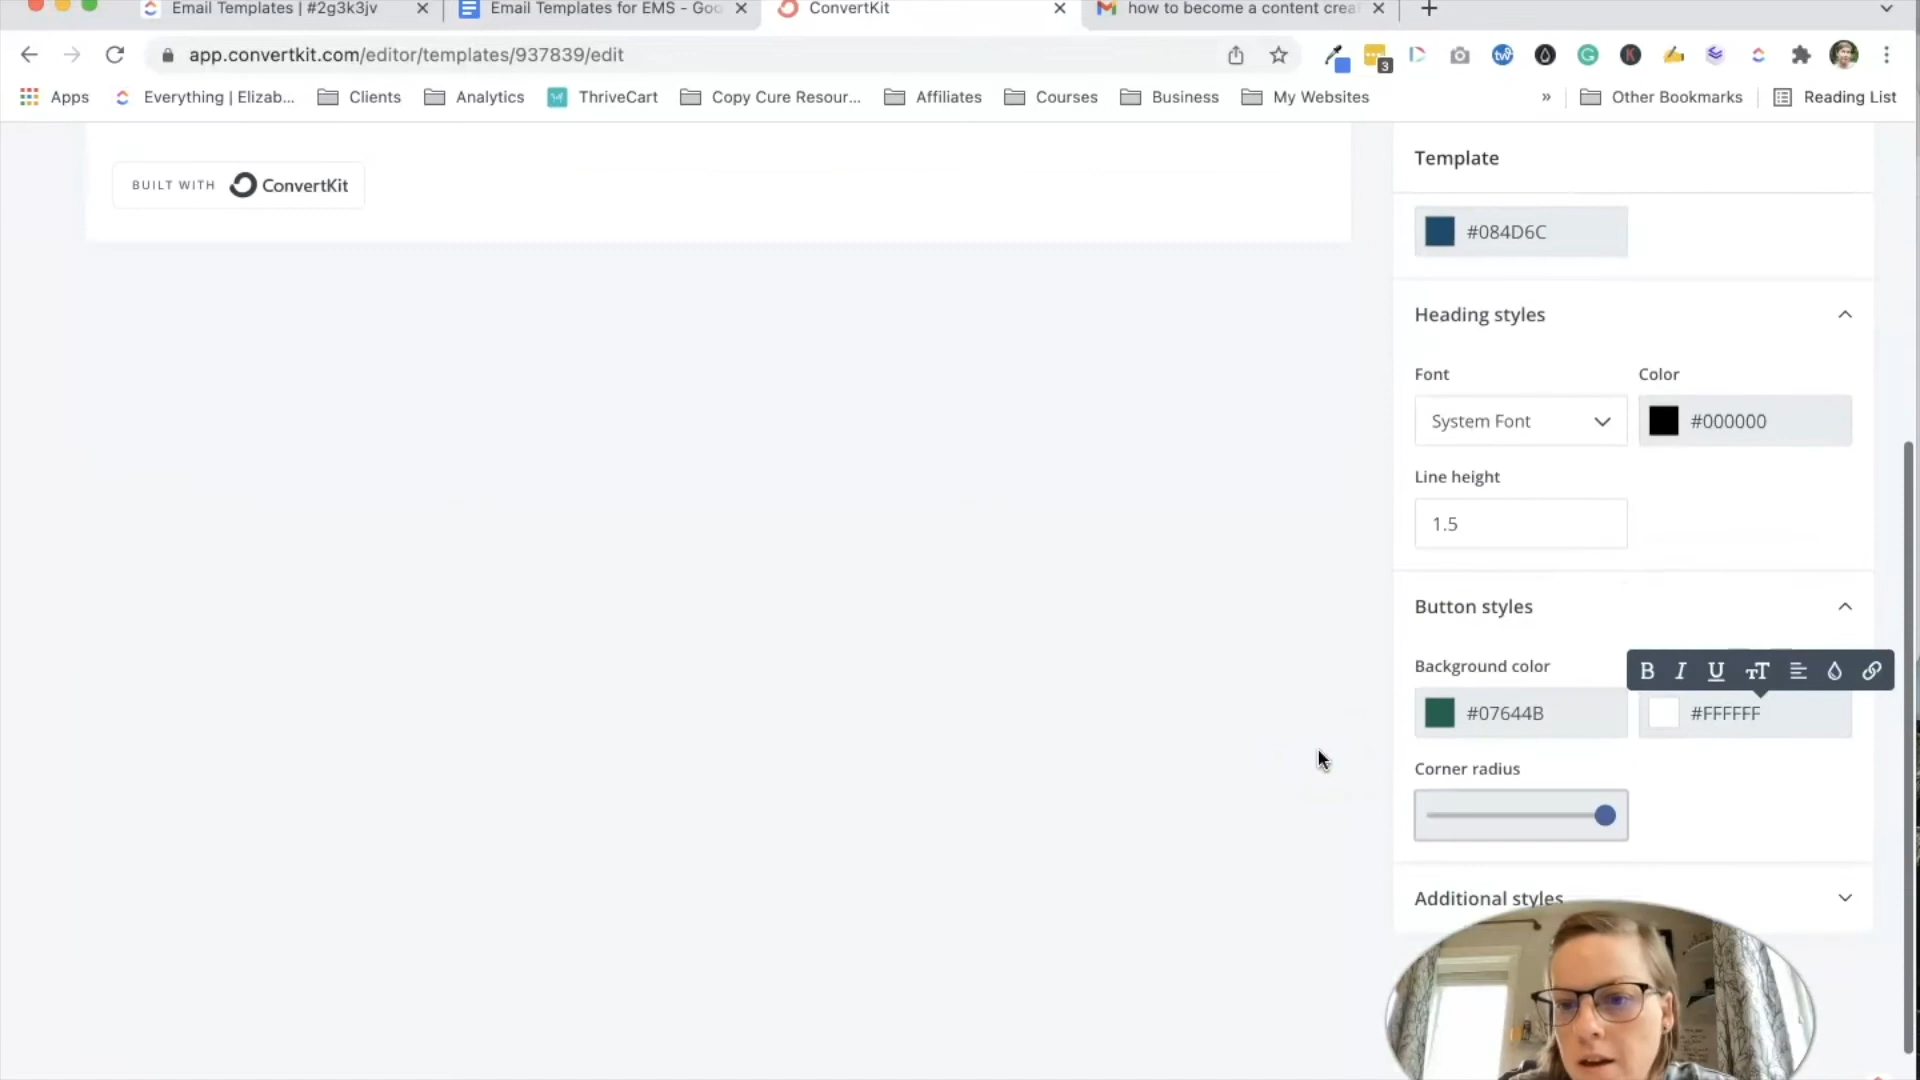 Email Templates | #2g3k3jv
Email Templates for EMS - Goo
ConvertKit
how to become a content crea
app.convertkit.com/editor/templates/937839/edit
3
Apps
Everything | Elizab...
Clients
Analytics
ThriveCart
Copy Cure Resour...
Affiliates
Courses
Business
My Websites
»
Other Bookmarks
Reading List
BUILT WITH ConvertKit
Template
#084D6C
Heading styles
Font
Color
System Font
#000000
Line height
1.5
Button styles
Background color
B I U TT
#07644B
#FFFFFF
Corner radius
Additional styles